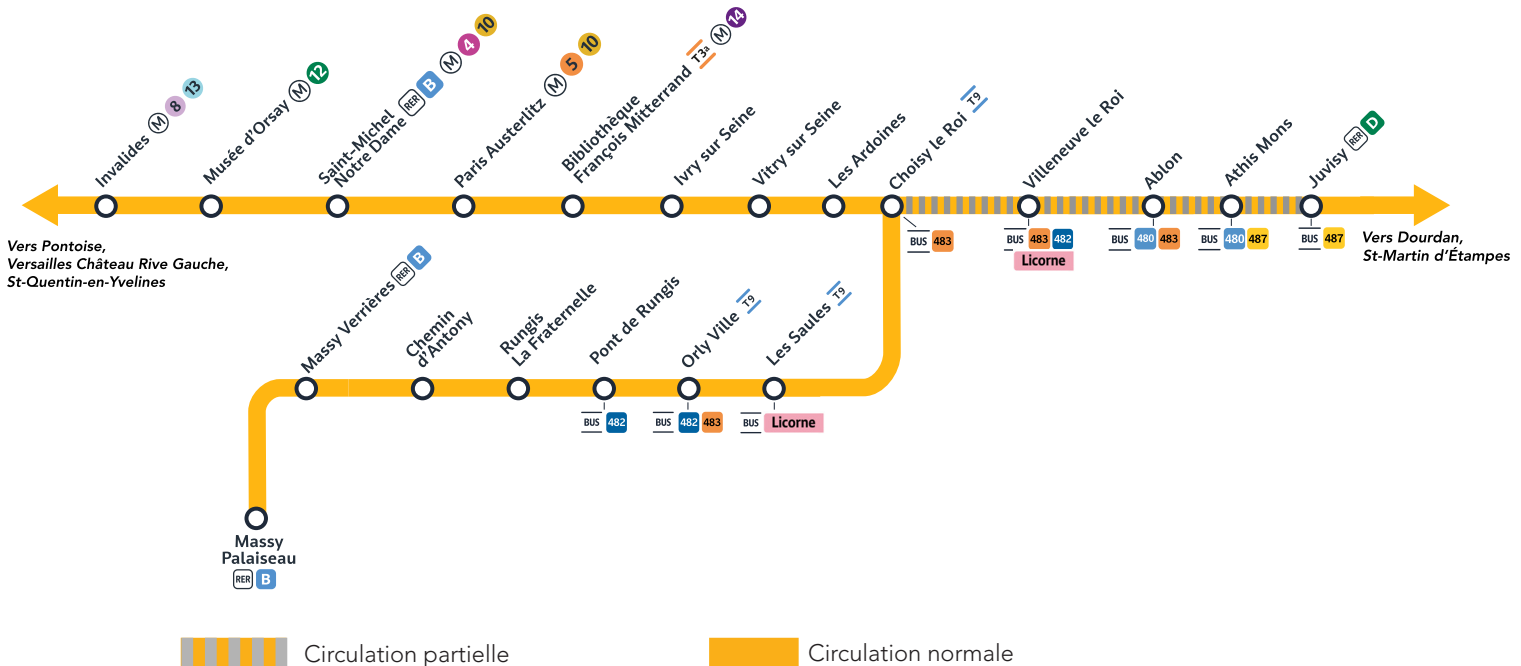 Invalides M 8 13
Musée d'Orsay M 12
Saint-Michel
Notre Dame RER B M 4 10
Paris Austerlitz M 5 10
Bibliothèque
François Mitterrand T3a M 14
Ivry sur Seine
Vitry sur Seine
Les Ardoines
Choisy le Roi T9
Villeneuve le Roi
Ablon
Athis Mons
Juvisy RER D
Vers Pontoise,
Versailles Château Rive Gauche,
St-Quentin-en-Yvelines
BUS 483
BUS 483 482
Licorne
BUS 480 483
BUS 480 487
BUS 487
Vers Dourdan,
St-Martin d'Étampes
Massy Verrières RER B
Chemin
d'Antony
Rungis
La Fraternelle
Pont de Rungis
Orly Ville T9
Les Saules T9
BUS 482
BUS 482 483
BUS Licorne
Massy
Palaiseau
RER B
Circulation partielle
Circulation normale